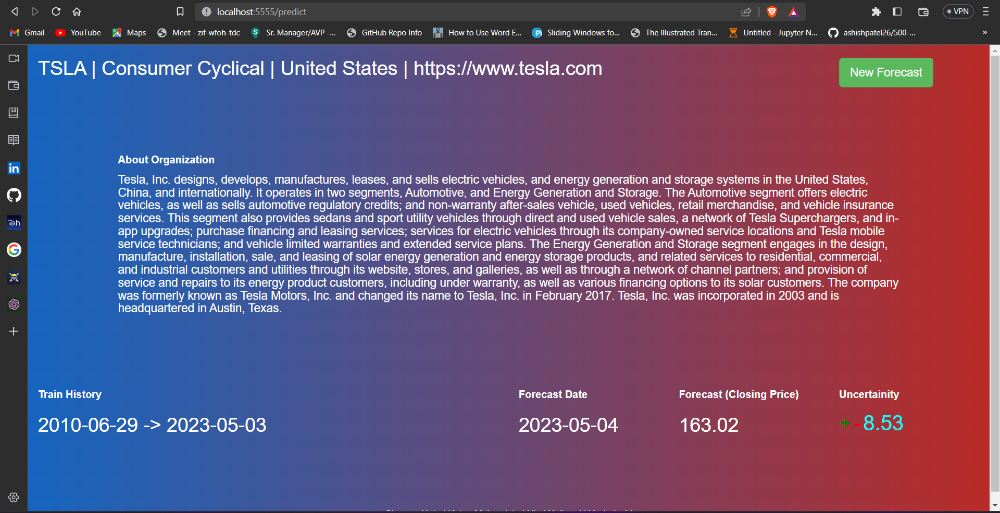 localhost:5555/predict
VPN
Gmail YouTube Maps Meet - zif-wfoh-tdc Sr. Manager/AVP -... GitHub Repo Info How to Use Word E... Sliding Windows fo... The Illustrated Tran... Untitled - Jupyter N... ashishpatel26/500-... »
TSLA | Consumer Cyclical | United States | https://www.tesla.com
New Forecast
About Organization
Tesla, Inc. designs, develops, manufactures, leases, and sells electric vehicles, and energy generation and storage systems in the United States,
China, and internationally. It operates in two segments, Automotive, and Energy Generation and Storage. The Automotive segment offers electric
vehicles, as well as sells automotive regulatory credits; and non-warranty after-sales vehicle, used vehicles, retail merchandise, and vehicle insurance
services. This segment also provides sedans and sport utility vehicles through direct and used vehicle sales, a network of Tesla Superchargers, and in-
app upgrades; purchase financing and leasing services; services for electric vehicles through its company-owned service locations and Tesla mobile
service technicians; and vehicle limited warranties and extended service plans. The Energy Generation and Storage segment engages in the design,
manufacture, installation, sale, and leasing of solar energy generation and energy storage products, and related services to residential, commercial,
and industrial customers and utilities through its website, stores, and galleries, as well as through a network of channel partners; and provision of
service and repairs to its energy product customers, including under warranty, as well as various financing options to its solar customers. The company
was formerly known as Tesla Motors, Inc. and changed its name to Tesla, Inc. in February 2017. Tesla, Inc. was incorporated in 2003 and is
headquartered in Austin, Texas.
Train History Forecast Date Forecast (Closing Price) Uncertainity
2010-06-29 -> 2023-05-03 2023-05-04 163.02 + - 8.53